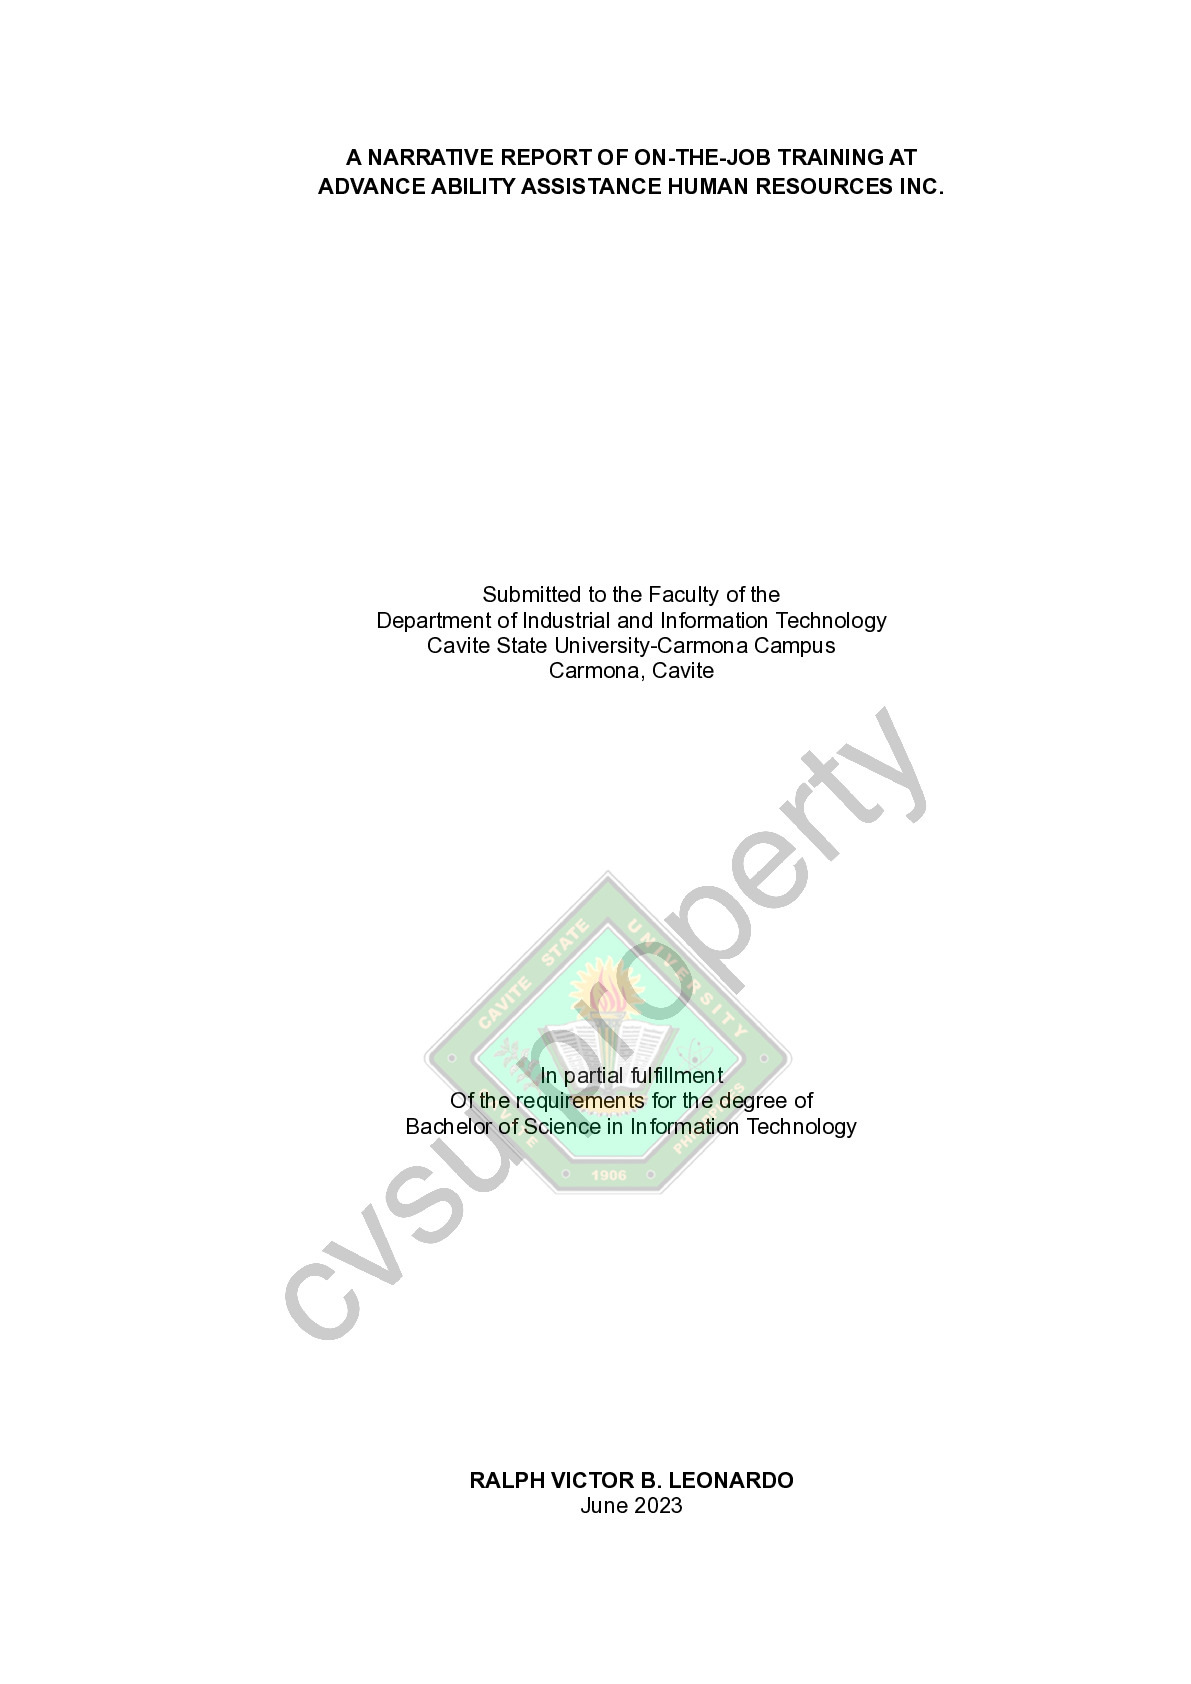 A NARRATIVE REPORT OF ON-THE-JOB TRAINING AT
ADVANCE ABILITY ASSISTANCE HUMAN RESOURCES INC.
Submitted to the Faculty of the
Department of Industrial and Information Technology
Cavite State University-Carmona Campus
Carmona, Cavite
cvsu property
CAVITE STATE UNIVERSITY
In partial fulfillment
Of the requirements for the degree of
Bachelor of Science in Information Technology
CAVITE
PHILIPPINES
1906
RALPH VICTOR B. LEONARDO
June 2023